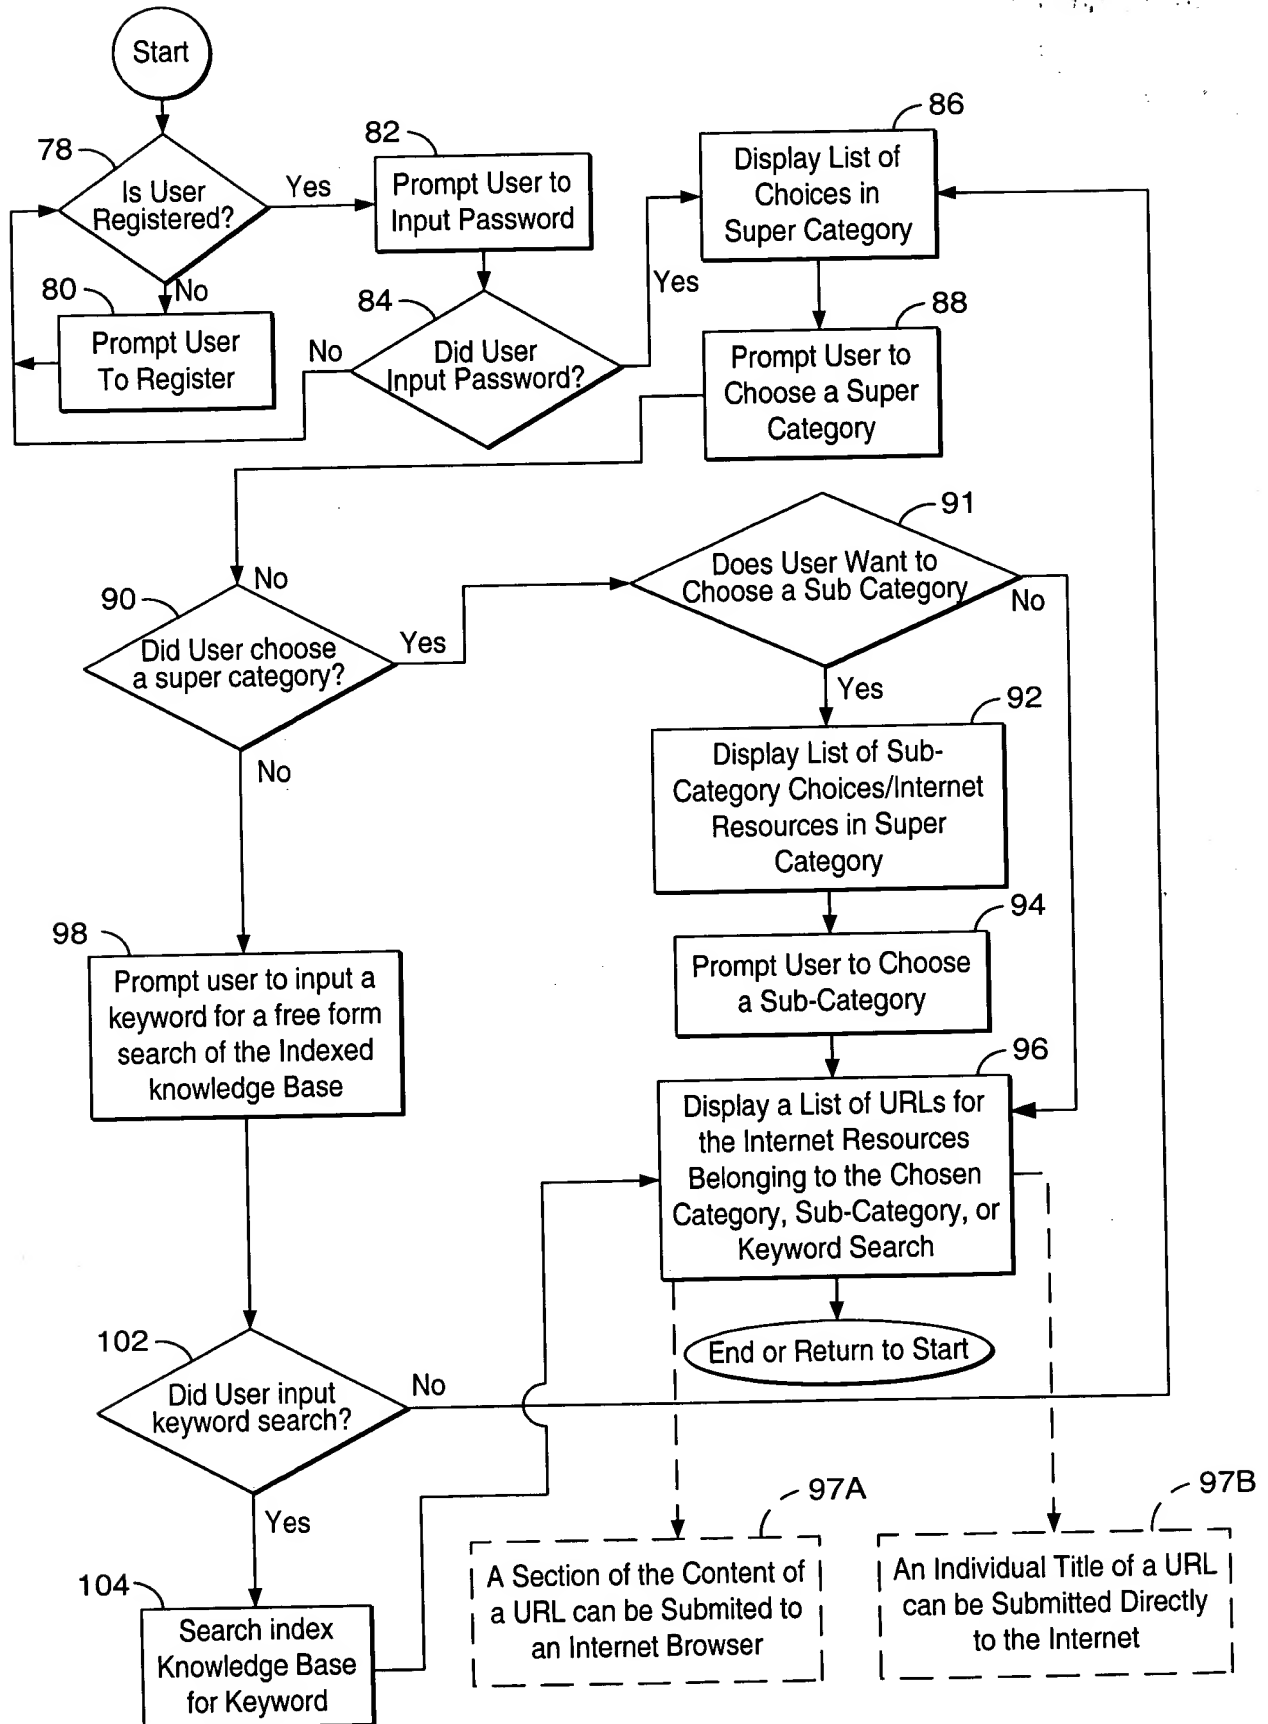 Start
78
Is User
Registered?
Yes
No
80
Prompt User
To Register
82
Prompt User to
Input Password
84
Did User
Input Password?
No
Yes
86
Display List of
Choices in
Super Category
88
Prompt User to
Choose a Super
Category
No
90
Did User choose
a super category?
Yes
No
91
Does User Want to
Choose a Sub Category
No
Yes
92
Display List of Sub-
Category Choices/Internet
Resources in Super
Category
94
Prompt User to Choose
a Sub-Category
96
Display a List of URLs for
the Internet Resources
Belonging to the Chosen
Category, Sub-Category, or
Keyword Search
End or Return to Start
98
Prompt user to input a
keyword for a free form
search of the Indexed
knowledge Base
102
Did User input
keyword search?
No
Yes
104
Search index
Knowledge Base
for Keyword
97A
A Section of the Content of
a URL can be Submited to
an Internet Browser
97B
An Individual Title of a URL
can be Submitted Directly
to the Internet